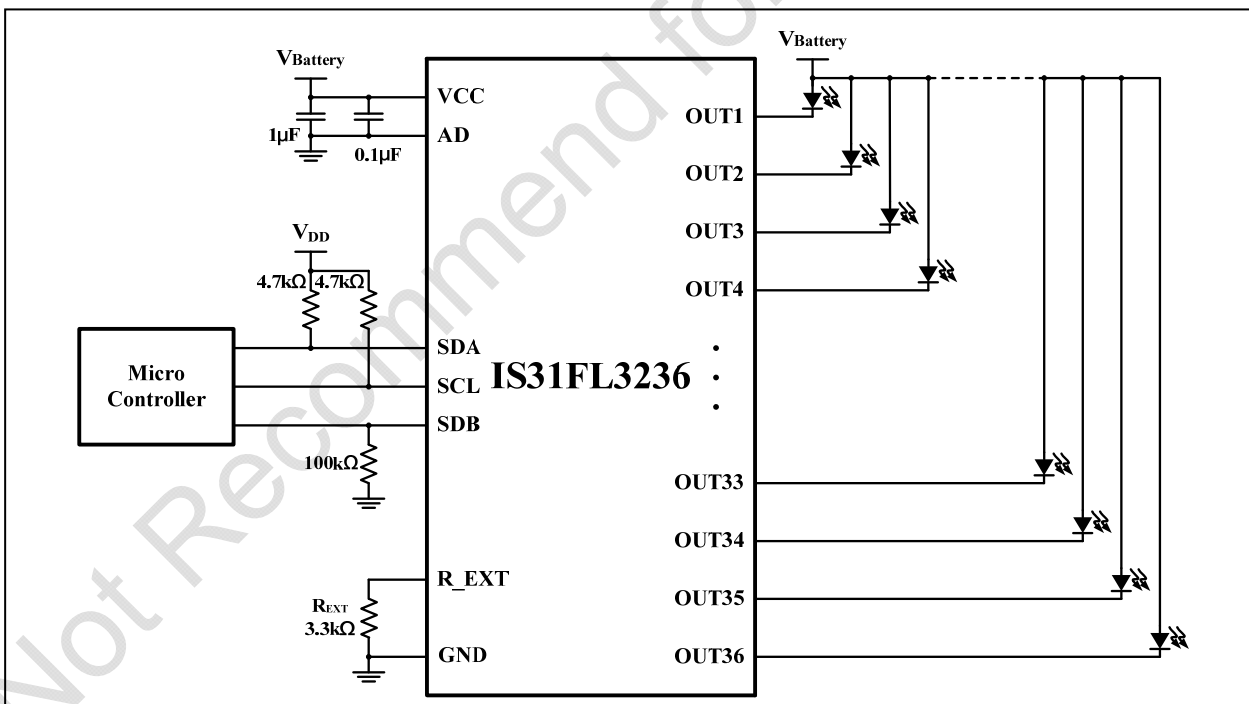 Not Recommend fo
VBattery
VCC
1µF
AD
0.1µF
VDD
4.7kΩ 4.7kΩ
Micro
Controller
SDA
SCL
SDB
100kΩ
R_EXT
REXT
3.3kΩ
GND
IS31FL3236
VBattery
OUT1
OUT2
OUT3
OUT4
OUT33
OUT34
OUT35
OUT36